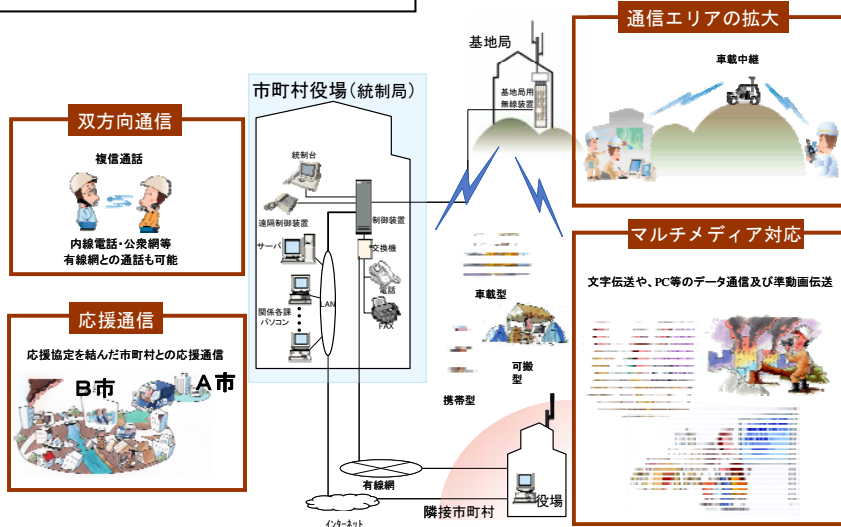 通信エリアの拡大
車載中継
基地局
基地局用
無線装置
市町村役場(統制局)
双方向通信
複信通話
内線電話・公衆網等
有線網との通話も可能
統制台
遠隔制御装置
制御装置
サーバ
交換機
電話
LAN
関係各課
パソコン
FAX
マルチメディア対応
文字伝送や、PC等のデータ通信及び準動画伝送
車載型
可搬
型
携帯型
応援通信
応援協定を結んだ市町村との応援通信
B市
A市
有線網
インターネット
役場
隣接市町村